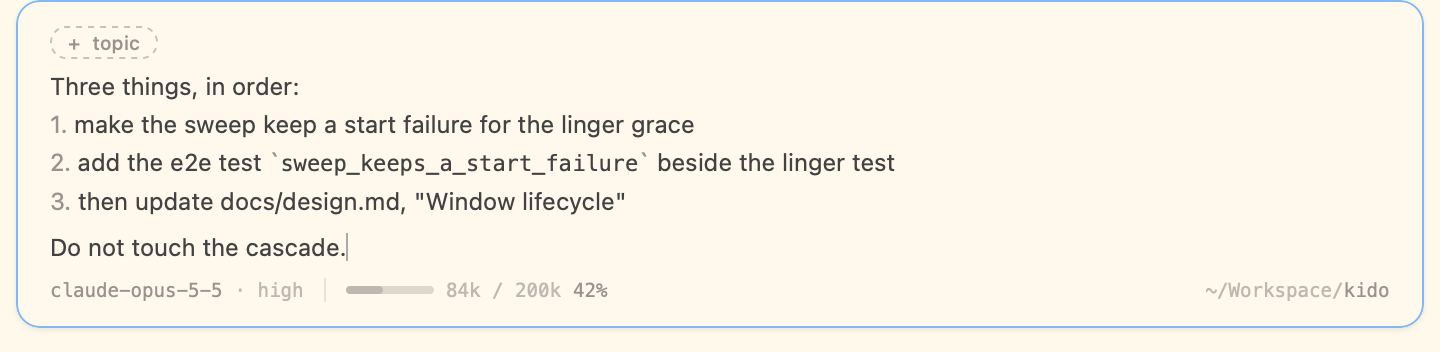 + topic
Three things, in order:
1. make the sweep keep a start failure for the linger grace
2. add the e2e test `sweep_keeps_a_start_failure` beside the linger test
3. then update docs/design.md, "Window lifecycle"
Do not touch the cascade.
claude-opus-5-5 · high | 84k / 200k 42% ~/Workspace/kido